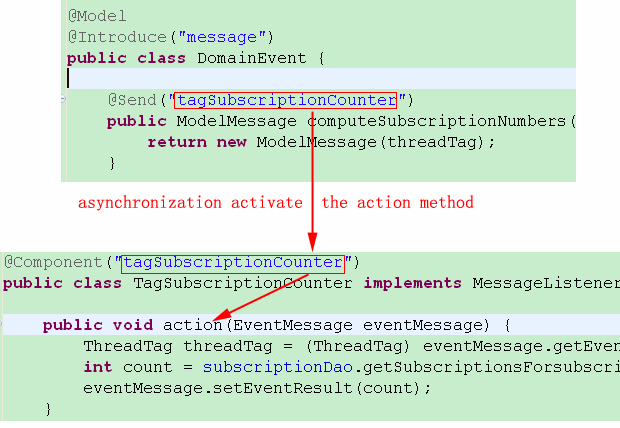 @Model
@Introduce("message")
public class DomainEvent {
@Send("tagSubscriptionCounter")
public ModelMessage computeSubscriptionNumbers(
return new ModelMessage(threadTag);
}
asynchronization activate the action method
@Component("tagSubscriptionCounter")
public class TagSubscriptionCounter implements MessageListener
public void action(EventMessage eventMessage) {
ThreadTag threadTag = (ThreadTag) eventMessage.getEven
int count = subscriptionDao.getSubscriptionsForsubscri
eventMessage.setEventResult(count);
}